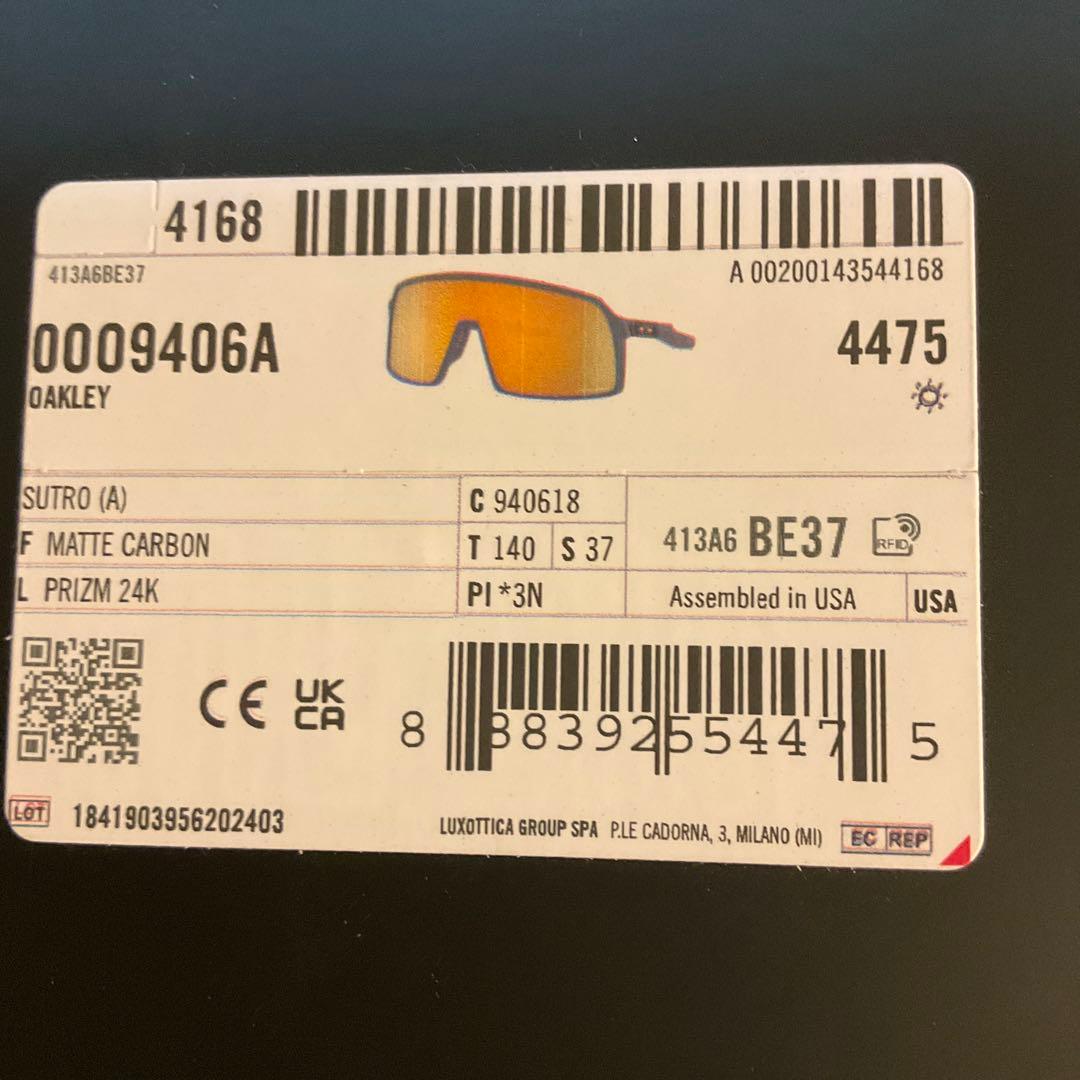 4168
413A6BE37
A 00200143544168
0009406A
4475
OAKLEY
SUTRO (A)
C 940618
F MATTE CARBON
T 140
S 37
413A6 BE37
RFID
L PRIZM 24K
PI *3N
Assembled in USA
USA
CE
UK
CA
8 88392 55447 5
LOT 1841903956202403
LUXOTTICA GROUP SPA P.LE CADORNA, 3, MILANO (MI)
EC REP